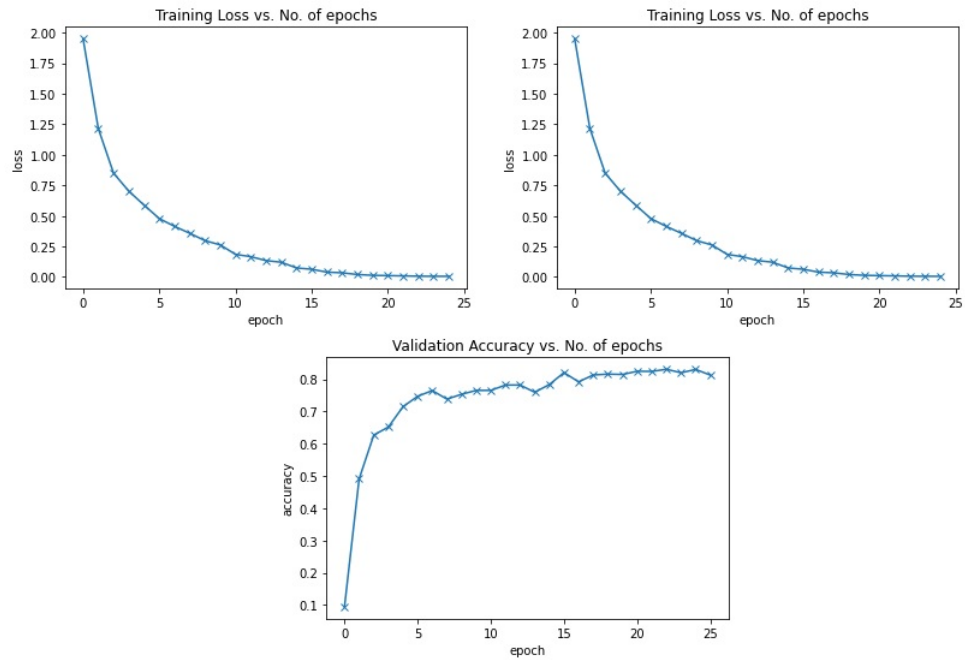 Training Loss vs. No. of epochs
2.00
1.75
1.50
1.25
1.00
0.75
0.50
0.25
0.00
loss
0 5 10 15 20 25
epoch
Training Loss vs. No. of epochs
2.00
1.75
1.50
1.25
1.00
0.75
0.50
0.25
0.00
loss
0 5 10 15 20 25
epoch
Validation Accuracy vs. No. of epochs
0.8
0.7
0.6
0.5
0.4
0.3
0.2
0.1
accuracy
0 5 10 15 20 25
epoch